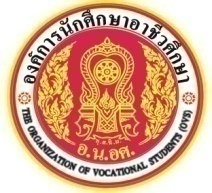 องค์การนักศึกษาอาชีวศึกษา
อ.น.อศ.
THE ORGANIZATION OF VOCATIONAL STUDENTS (OVS)